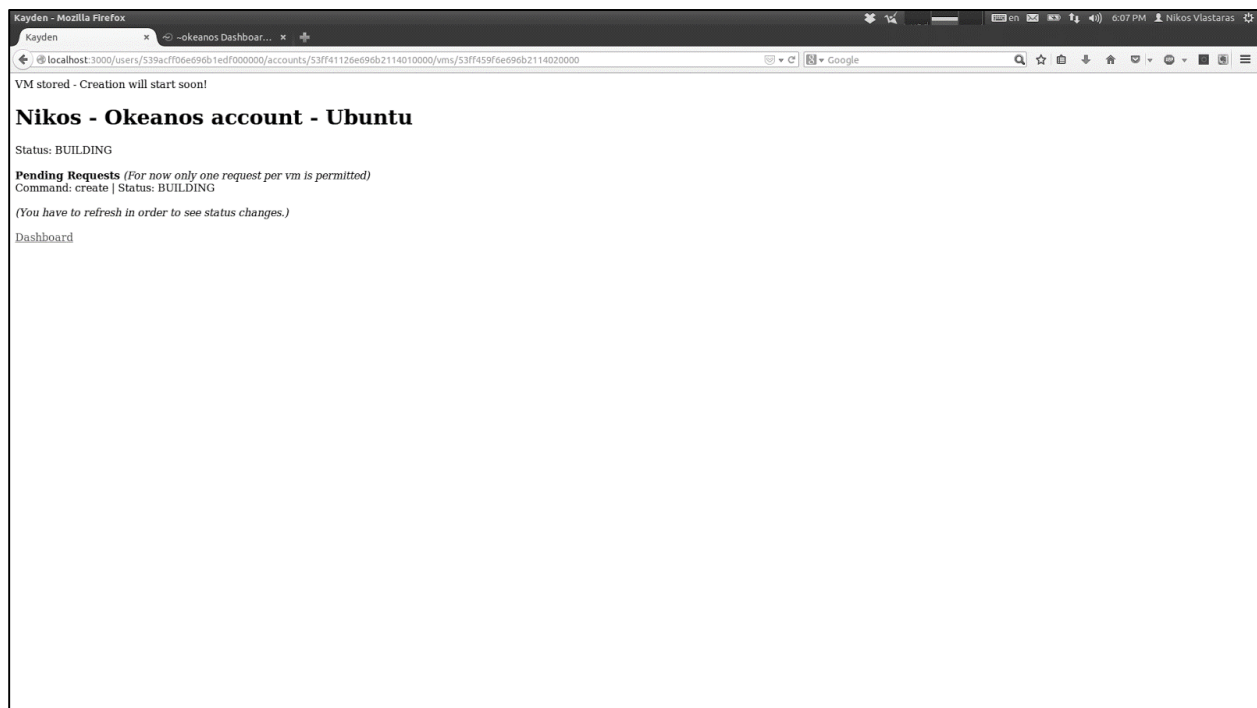 Kayden - Mozilla Firefox
en
6:07 PM
Nikos Vlastaras
Kayden
~okeanos Dashboar...
localhost:3000/users/539acff06e696b1edf000000/accounts/53ff41126e696b2114010000/vms/53ff459f6e696b2114020000
Google
VM stored - Creation will start soon!
Nikos - Okeanos account - Ubuntu
Status: BUILDING
Pending Requests (For now only one request per vm is permitted)
Command: create | Status: BUILDING
(You have to refresh in order to see status changes.)
Dashboard